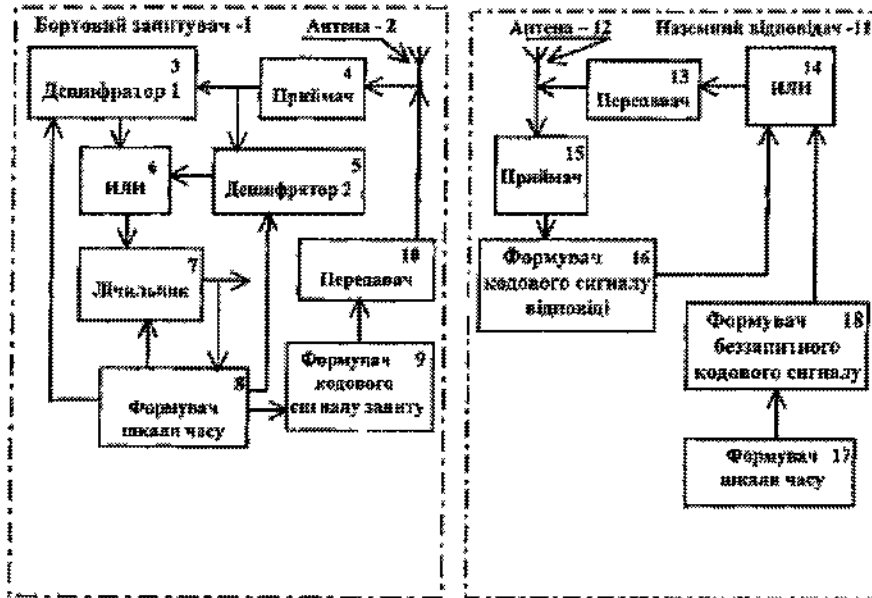 Бортовий запитувач -1
Антена - 2
3
Дешифратор 1
4
Приймач
6
ИЛИ
5
Дешифратор 2
7
Лічильник
10
Передавач
8
Формувач
шкали часу
9
Формувач
кодового
сигналу запиту
Антена - 12
Наземний відповідач -11
13
Передавач
14
ИЛИ
15
Приймач
16
Формувач
кодового сигналу
відповіді
18
Формувач
беззапитного
кодового сигналу
17
Формувач
шкали часу